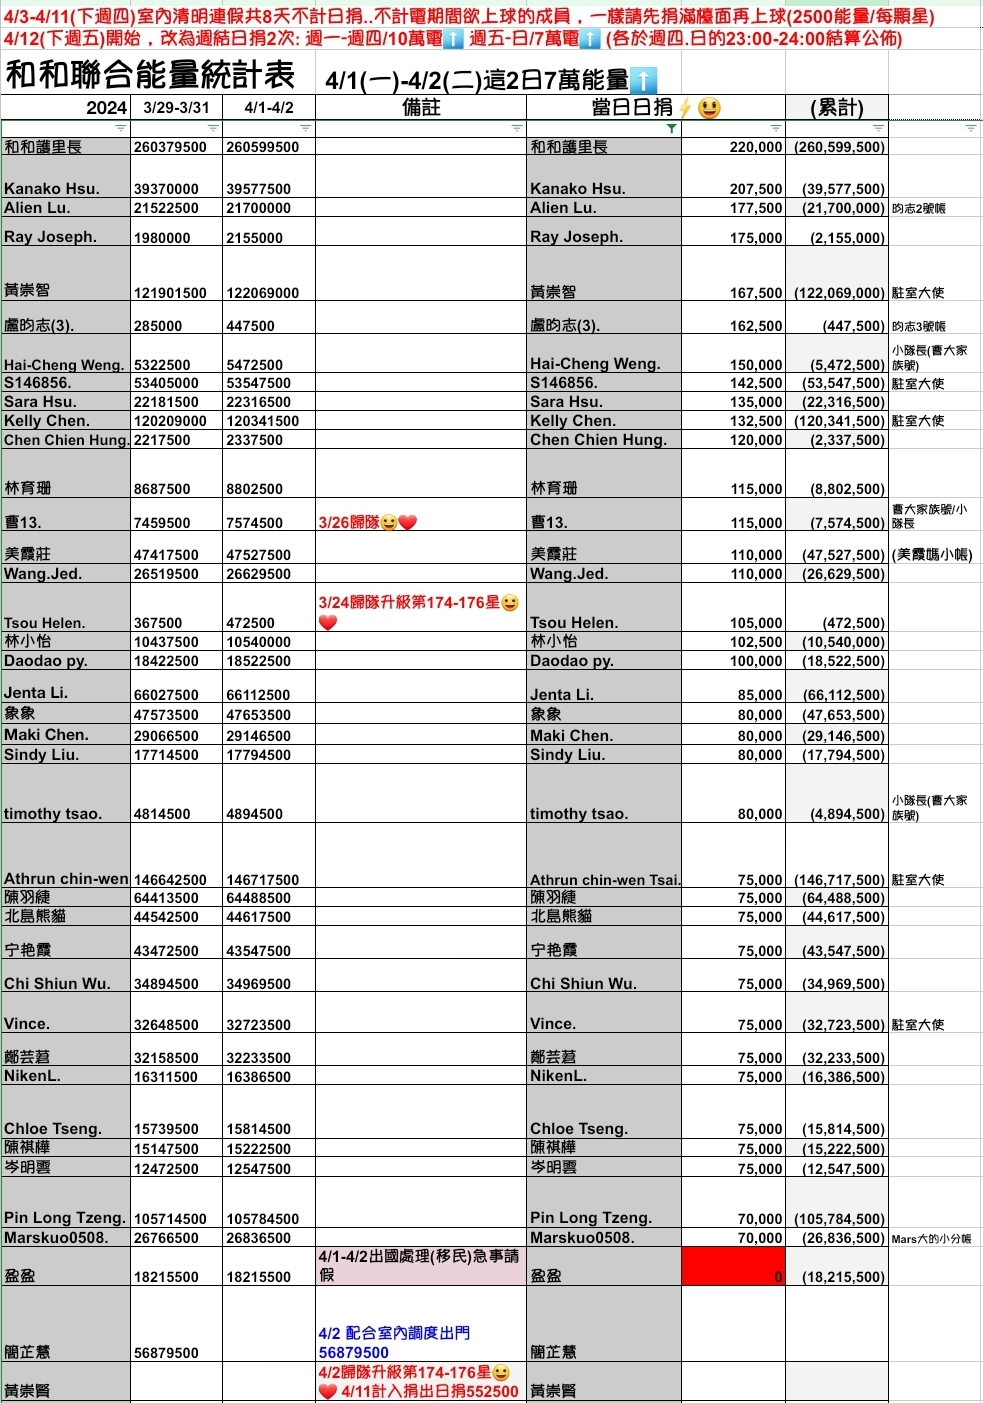 4/3-4/11(下週四)室內清明連假共8天不計日捐..不計電期間欲上球的成員，一樣請先捐滿檯面再上球(2500能量/每顆星)
4/12(下週五)開始，改為週結日捐2次: 週一-週四/10萬電⬆️ 週五-日/7萬電⬆️ (各於週四.日的23:00-24:00結算公佈)
和和聯合能量統計表 4/1(一)-4/2(二)這2日7萬能量⬆️
2024 3/29-3/31 4/1-4/2 備註 當日日捐⚡😃 (累計)
和和護里長 260379500 260599500 和和護里長 220,000 (260,599,500)
Kanako Hsu. 39370000 39577500 Kanako Hsu. 207,500 (39,577,500)
Alien Lu. 21522500 21700000 Alien Lu. 177,500 (21,700,000) 昀志2號帳
Ray Joseph. 1980000 2155000 Ray Joseph. 175,000 (2,155,000)
黃崇智 121901500 122069000 黃崇智 167,500 (122,069,000) 駐室大使
盧昀志(3). 285000 447500 盧昀志(3). 162,500 (447,500) 昀志3號帳
小隊長(曹大家
Hai-Cheng Weng. 5322500 5472500 Hai-Cheng Weng. 150,000 (5,472,500) 族號)
S146856. 53405000 53547500 S146856. 142,500 (53,547,500) 駐室大使
Sara Hsu. 22181500 22316500 Sara Hsu. 135,000 (22,316,500)
Kelly Chen. 120209000 120341500 Kelly Chen. 132,500 (120,341,500) 駐室大使
Chen Chien Hung. 2217500 2337500 Chen Chien Hung. 120,000 (2,337,500)
林育珊 8687500 8802500 林育珊 115,000 (8,802,500)
曹大家族號/小
曹13. 7459500 7574500 3/26歸隊😀❤️ 曹13. 115,000 (7,574,500) 隊長
美霞莊 47417500 47527500 美霞莊 110,000 (47,527,500) (美霞媽小帳)
Wang.Jed. 26519500 26629500 Wang.Jed. 110,000 (26,629,500)
3/24歸隊升級第174-176星😀
Tsou Helen. 367500 472500 ❤️ Tsou Helen. 105,000 (472,500)
林小怡 10437500 10540000 林小怡 102,500 (10,540,000)
Daodao py. 18422500 18522500 Daodao py. 100,000 (18,522,500)
Jenta Li. 66027500 66112500 Jenta Li. 85,000 (66,112,500)
象象 47573500 47653500 象象 80,000 (47,653,500)
Maki Chen. 29066500 29146500 Maki Chen. 80,000 (29,146,500)
Sindy Liu. 17714500 17794500 Sindy Liu. 80,000 (17,794,500)
小隊長(曹大家
timothy tsao. 4814500 4894500 timothy tsao. 80,000 (4,894,500) 族號)
Athrun chin-wen 146642500 146717500 Athrun chin-wen Tsai. 75,000 (146,717,500) 駐室大使
陳羽緁 64413500 64488500 陳羽緁 75,000 (64,488,500)
北島熊貓 44542500 44617500 北島熊貓 75,000 (44,617,500)
宁艳霞 43472500 43547500 宁艳霞 75,000 (43,547,500)
Chi Shiun Wu. 34894500 34969500 Chi Shiun Wu. 75,000 (34,969,500)
Vince. 32648500 32723500 Vince. 75,000 (32,723,500) 駐室大使
鄭芸萻 32158500 32233500 鄭芸萻 75,000 (32,233,500)
NikenL. 16311500 16386500 NikenL. 75,000 (16,386,500)
Chloe Tseng. 15739500 15814500 Chloe Tseng. 75,000 (15,814,500)
陳祺樺 15147500 15222500 陳祺樺 75,000 (15,222,500)
岑明雲 12472500 12547500 岑明雲 75,000 (12,547,500)
Pin Long Tzeng. 105714500 105784500 Pin Long Tzeng. 70,000 (105,784,500)
Marskuo0508. 26766500 26836500 Marskuo0508. 70,000 (26,836,500) Mars大的小分帳
4/1-4/2出國處理(移民)急事請
盈盈 18215500 18215500 假 盈盈 0 (18,215,500)
4/2 配合室內調度出門
簡芷慧 56879500 56879500 簡芷慧
4/2歸隊升級第174-176星😀
黃崇賢 ❤️ 4/11計入捐出日捐552500 黃崇賢